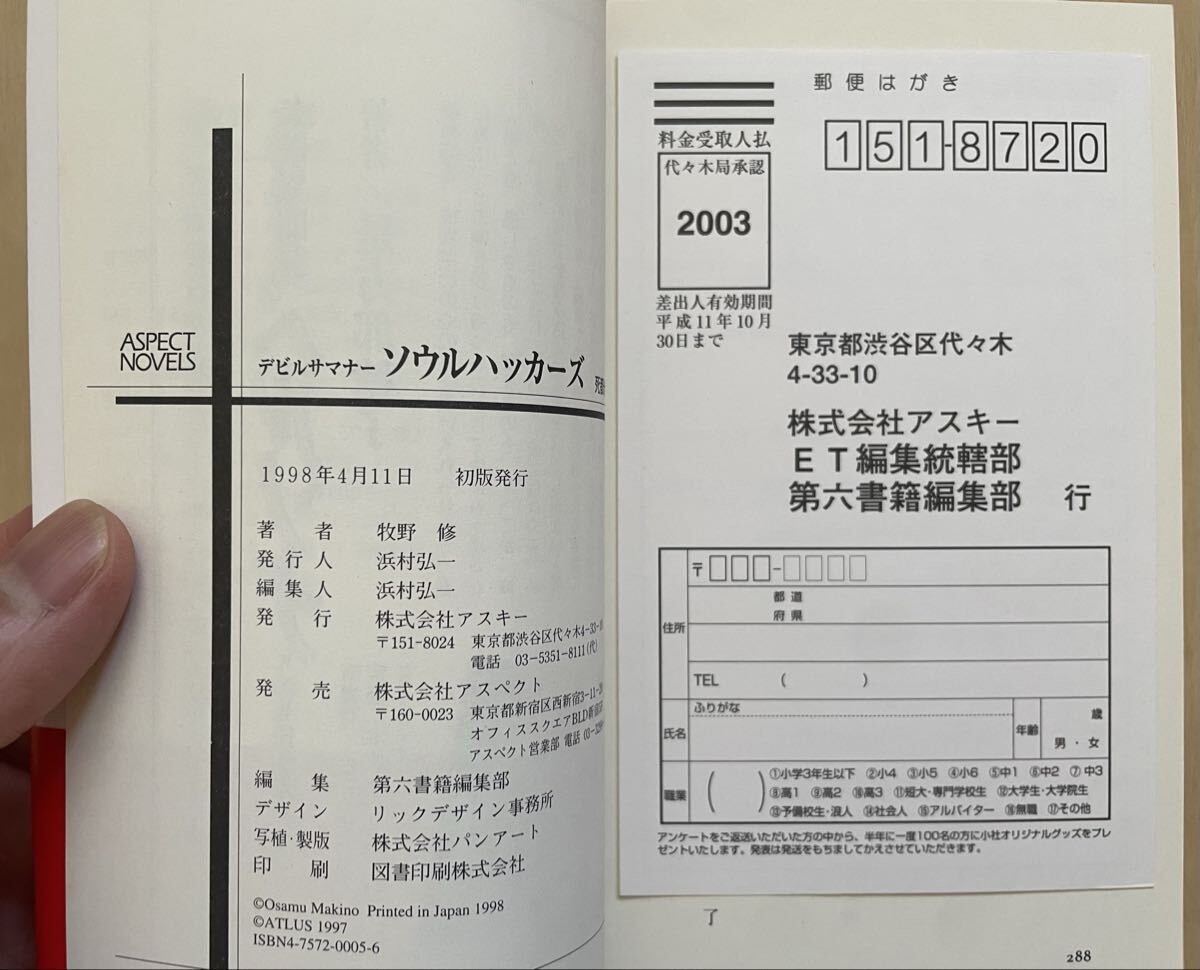 ASPECT
NOVELS
デビルサマナー ソウルハッカーズ
1998年4月11日 初版発行
著者 牧野 修
発行人 浜村弘一
編集人 浜村弘一
発行 株式会社アスキー
〒151-8024 東京都渋谷区代々木4-33-10
電話 03-5351-8111(代)
発売 株式会社アスペクト
〒160-0023 東京都新宿区西新宿3-11-
オフィススクエアBLD新宿
アスペクト営業部 電話 03-
編集 第六書籍編集部
デザイン リックデザイン事務所
写植・製版 株式会社パンアート
印刷 図書印刷株式会社
©Osamu Makino Printed in Japan 1998
©ATLUS 1997
ISBN4-7572-0005-6
郵便はがき
料金受取人払
代々木局承認
2003
差出人有効期間
平成11年10月
30日まで
151-8720
東京都渋谷区代々木
4-33-10
株式会社アスキー
ET編集統轄部
第六書籍編集部 行
住所
〒 -
都道
府県
TEL ( )
氏名
ふりがな
年齢
歳
男・女
職業
( )
①小学3年生以下 ②小4 ③小5 ④小6 ⑤中1 ⑥中2 ⑦中3
⑧高1 ⑨高2 ⑩高3 ⑪短大・専門学校生 ⑫大学生・大学院生
⑬予備校生・浪人 ⑭社会人 ⑮アルバイター ⑯無職 ⑰その他
アンケートをご返送いただいた方の中から、半年に一度100名の方に小社オリジナルグッズをプレ
ゼントいたします。発表は発送をもちましてかえさせていただきます。
了
288